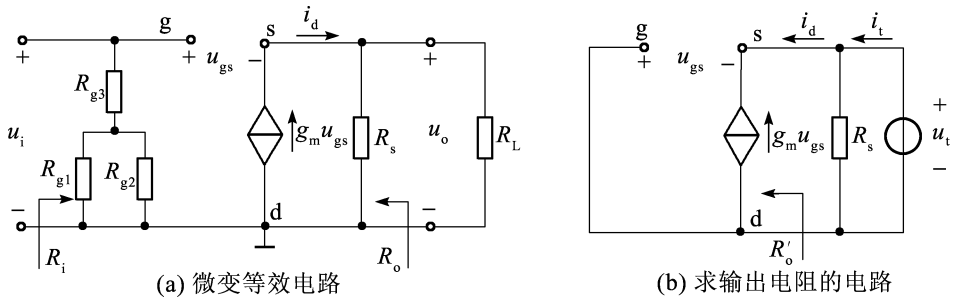 g
s
i_d
+
+
u_gs
−
+
R_g3
u_i
g_m u_gs
R_s
u_o
R_L
R_g1
R_g2
−
d
−
R_i
R_o
(a) 微变等效电路
g
s
i_d
i_t
+
u_gs
−
+
g_m u_gs
R_s
u_t
−
d
R_o′
(b) 求输出电阻的电路